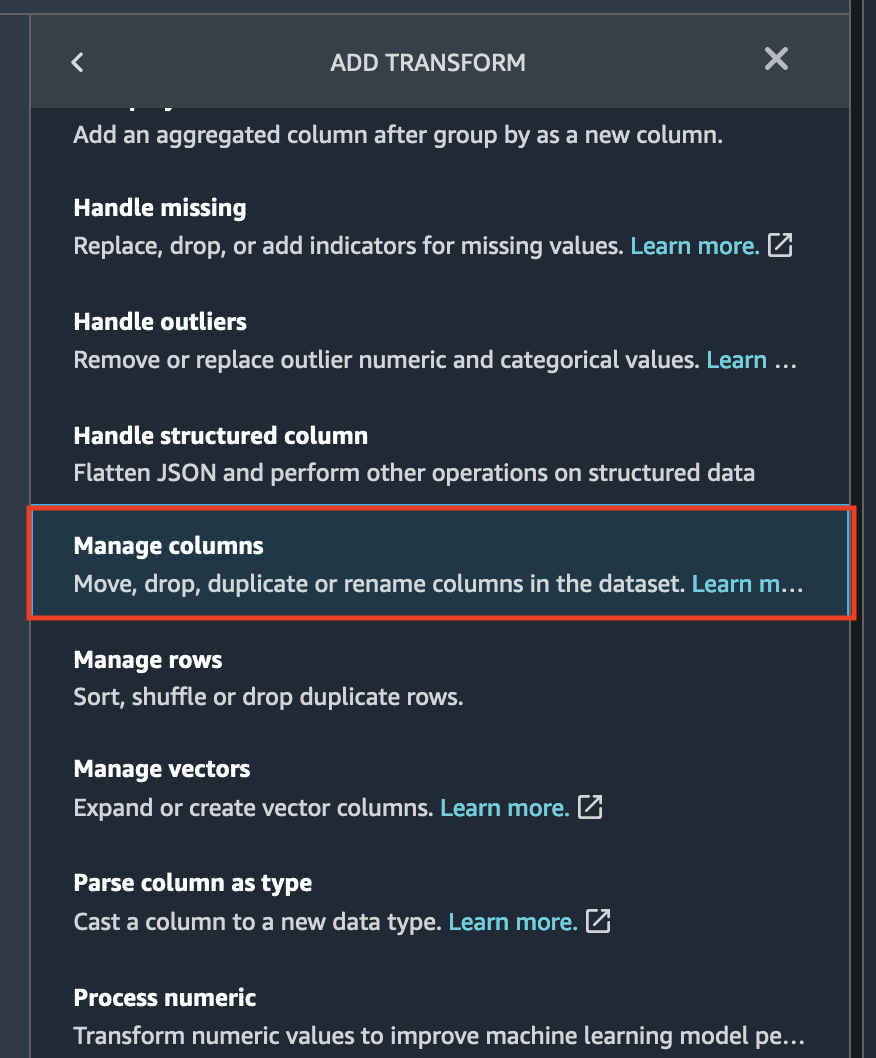 ADD TRANSFORM
Add an aggregated column after group by as a new column.
Handle missing
Replace, drop, or add indicators for missing values. Learn more.
Handle outliers
Remove or replace outlier numeric and categorical values. Learn ...
Handle structured column
Flatten JSON and perform other operations on structured data
Manage columns
Move, drop, duplicate or rename columns in the dataset. Learn m...
Manage rows
Sort, shuffle or drop duplicate rows.
Manage vectors
Expand or create vector columns. Learn more.
Parse column as type
Cast a column to a new data type. Learn more.
Process numeric
Transform numeric values to improve machine learning model pe...